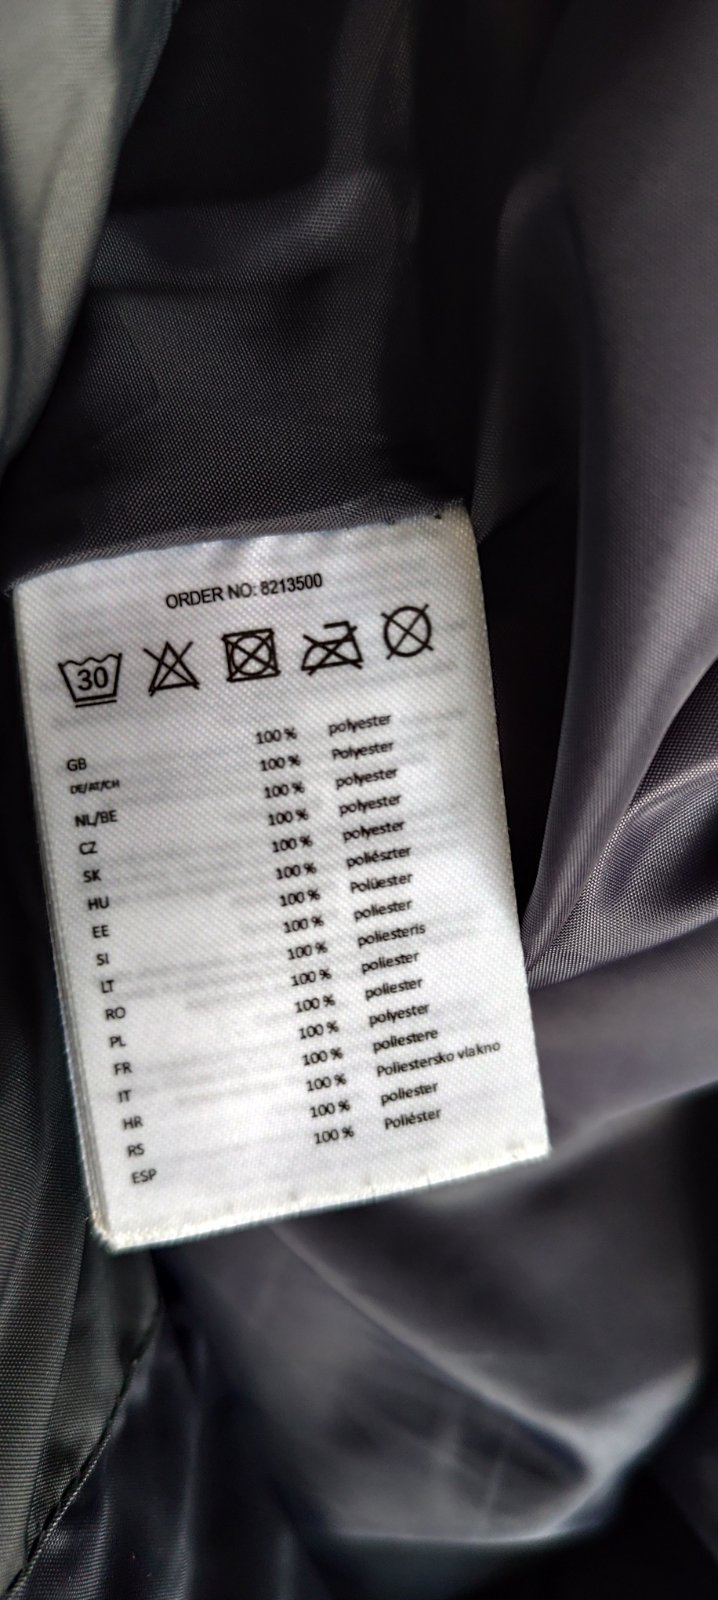 ORDER NO: 8213500
30
GB 100 % polyester
DE/AT/CH 100 % Polyester
NL/BE 100 % polyester
CZ 100 % polyester
SK 100 % polyester
HU 100 % poliészter
EE 100 % Polüester
SI 100 % poliester
LT 100 % poliesteris
RO 100 % poliester
PL 100 % poliester
FR 100 % polyester
IT 100 % poliestere
HR 100 % Poliestersko vlakno
RS 100 % poliester
ESP 100 % Poliéster